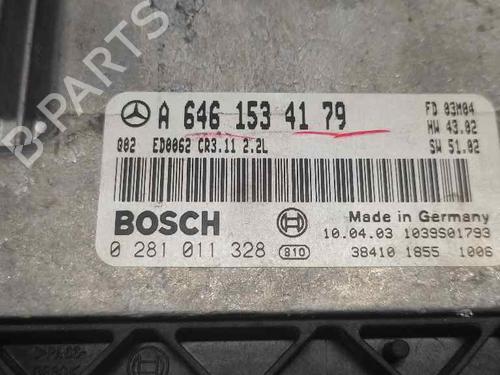 A 646 153 41 79
FD 03M04
HW 43.02
Q02 ED0062 CR3.11 2.2L
SW 51.02
BOSCH
Made in Germany
10.04.03 1039S01793
0 281 011 328 810
38410 1855 1006
B-PARTS